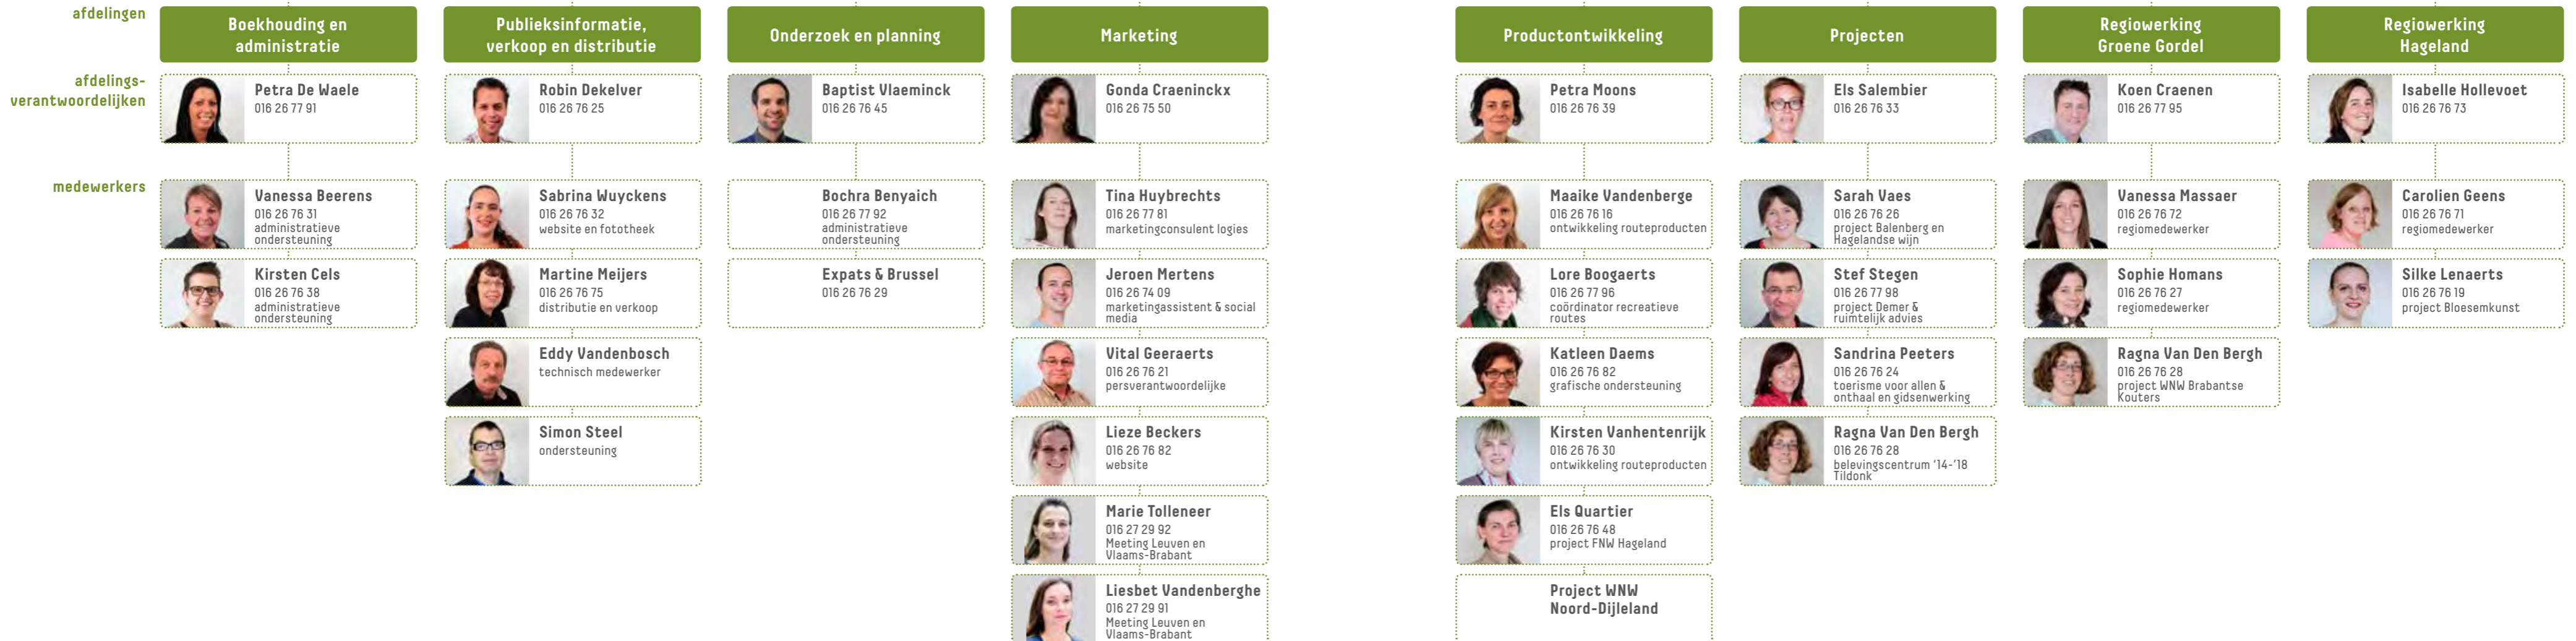 afdelingen
Boekhouding en
administratie
Publieksinformatie,
verkoop en distributie
Onderzoek en planning
Marketing
Productontwikkeling
Projecten
Regiowerking
Groene Gordel
Regiowerking
Hageland
afdelings-
verantwoordelijken
Petra De Waele
016 26 77 91
Robin Dekelver
016 26 76 25
Baptist Vlaeminck
016 26 76 45
Gonda Craeninckx
016 26 75 50
Petra Moons
016 26 76 39
Els Salembier
016 26 76 33
Koen Craenen
016 26 77 95
Isabelle Hollevoet
016 26 76 73
medewerkers
Vanessa Beerens
016 26 76 31
administratieve
ondersteuning
Kirsten Cels
016 26 76 38
administratieve
ondersteuning
Sabrina Wuyckens
016 26 76 32
website en fototheek
Martine Meijers
016 26 76 75
distributie en verkoop
Eddy Vandenbosch
technisch medewerker
Simon Steel
ondersteuning
Bochra Benyaich
016 26 77 92
administratieve
ondersteuning
Expats & Brussel
016 26 76 29
Tina Huybrechts
016 26 77 81
marketingconsulent logies
Jeroen Mertens
016 26 74 09
marketingassistent & social
media
Vital Geeraerts
016 26 76 21
persverantwoordelijke
Lieze Beckers
016 26 76 82
website
Marie Tolleneer
016 27 29 92
Meeting Leuven en
Vlaams-Brabant
Liesbet Vandenberghe
016 27 29 91
Meeting Leuven en
Vlaams-Brabant
Maaike Vandenberge
016 26 76 16
ontwikkeling routeproducten
Lore Boogaerts
016 26 77 96
coördinator recreatieve
routes
Katleen Daems
016 26 76 82
grafische ondersteuning
Kirsten Vanhentenrijk
016 26 76 30
ontwikkeling routeproducten
Els Quartier
016 26 76 48
project FNW Hageland
Project WNW
Noord-Dijleland
Sarah Vaes
016 26 76 26
project Balenberg en
Hagelandse wijn
Stef Stegen
016 26 77 98
project Demer &
ruimtelijk advies
Sandrina Peeters
016 26 76 24
toerisme voor allen &
onthaal en gidsenwerking
Ragna Van Den Bergh
016 26 76 28
belevingscentrum '14-'18
Tildonk
Vanessa Massaer
016 26 76 72
regiomedewerker
Sophie Homans
016 26 76 27
regiomedewerker
Ragna Van Den Bergh
016 26 76 28
project WNW Brabantse
Kouters
Carolien Geens
016 26 76 71
regiomedewerker
Silke Lenaerts
016 26 76 19
project Bloesemkunst